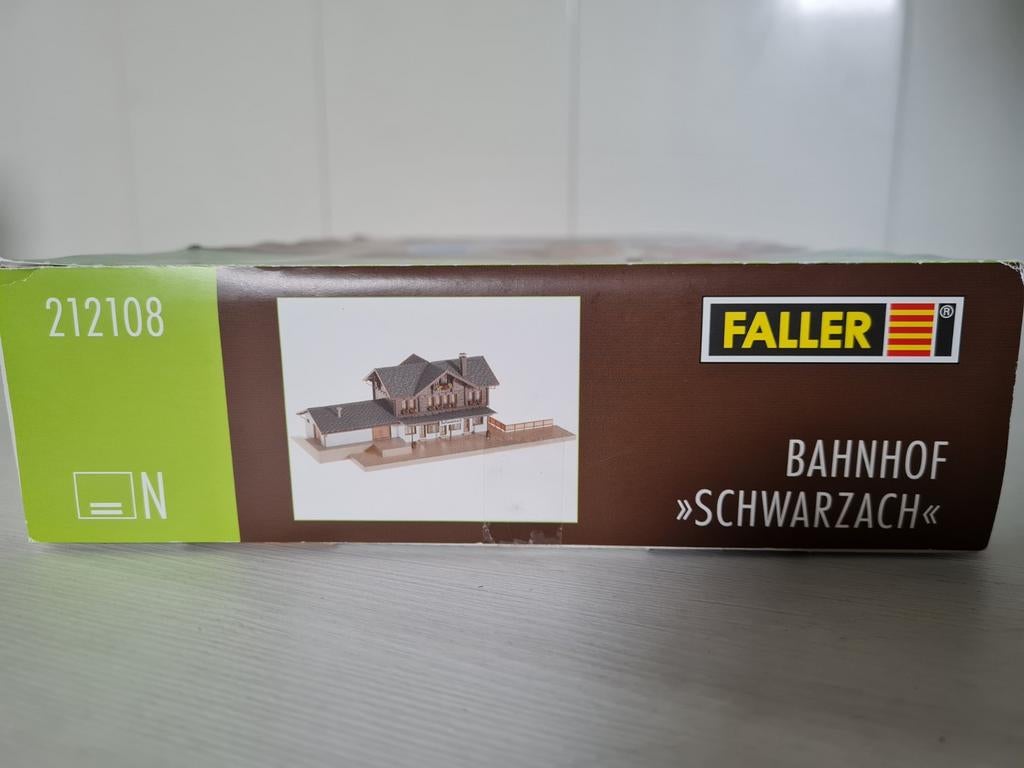 212108
N
FALLER ®
BAHNHOF
»SCHWARZACH«